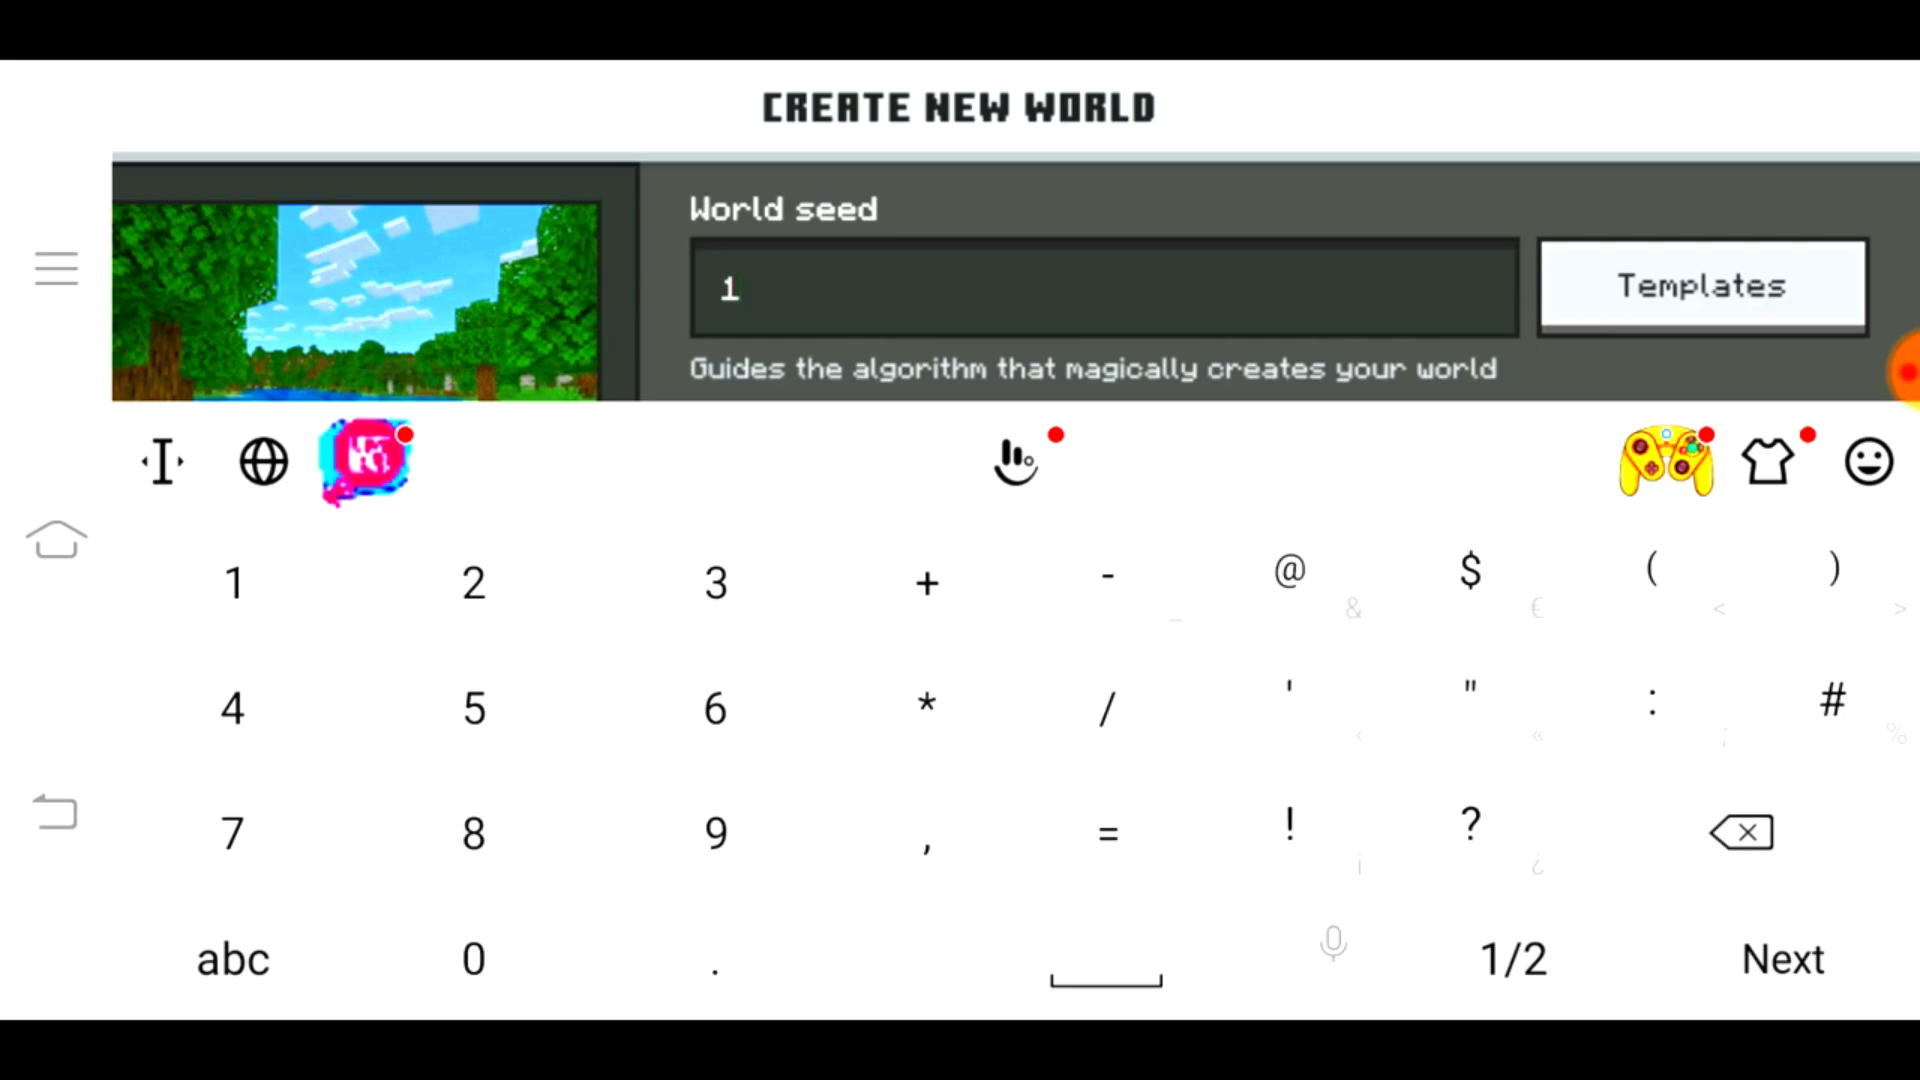 CREATE NEW WORLD
World seed
1
Templates
Guides the algorithm that magically creates your world
1 2 3 + - _ @ & $ € ( < ) >
4 5 6 * / ' ‹ " « : ; # %
7 8 9 , = ! ¡ ? ¿
abc 0 . 1/2 Next